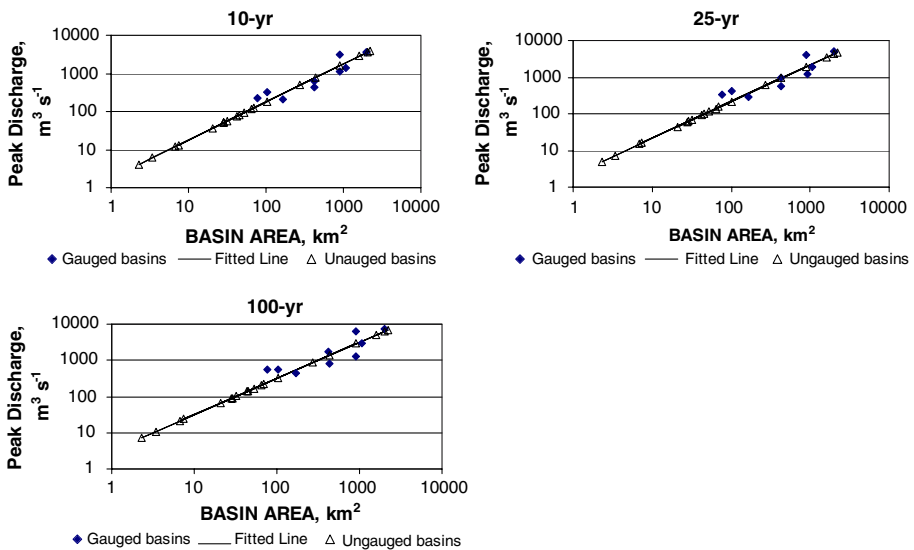 10-yr
Peak Discharge,
m³ s⁻¹
10000
1000
100
10
1
1 10 100 1000 10000
BASIN AREA, km²
Gauged basins Fitted Line Unauged basins
25-yr
Peak Discharge,
m³ s⁻¹
10000
1000
100
10
1
1 10 100 1000 10000
BASIN AREA, km²
Gauged basins Fitted Line Ungauged basins
100-yr
Peak Discharge,
m³ s⁻¹
10000
1000
100
10
1
1 10 100 1000 10000
BASIN AREA, km²
Gauged basins Fitted Line Ungauged basins